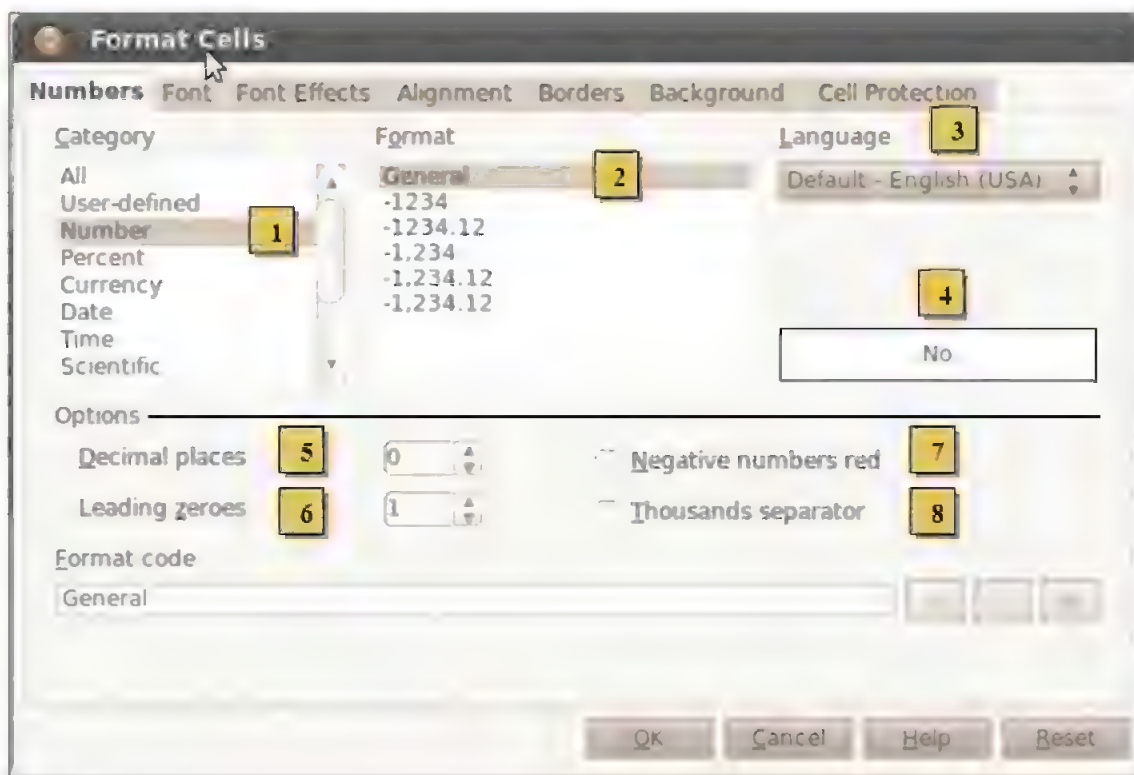 Format Cells
Numbers Font Font Effects Alignment Borders Background Cell Protection
Category Format Language 3
All General 2 Default - English (USA)
User-defined -1234
Number 1 -1234.12
Percent -1,234
Currency -1,234.12 4
Date -1,234.12
Time
Scientific No
Options
Decimal places 5 0 Negative numbers red 7
Leading zeroes 6 1 Thousands separator 8
Format code
General
OK Cancel Help Reset